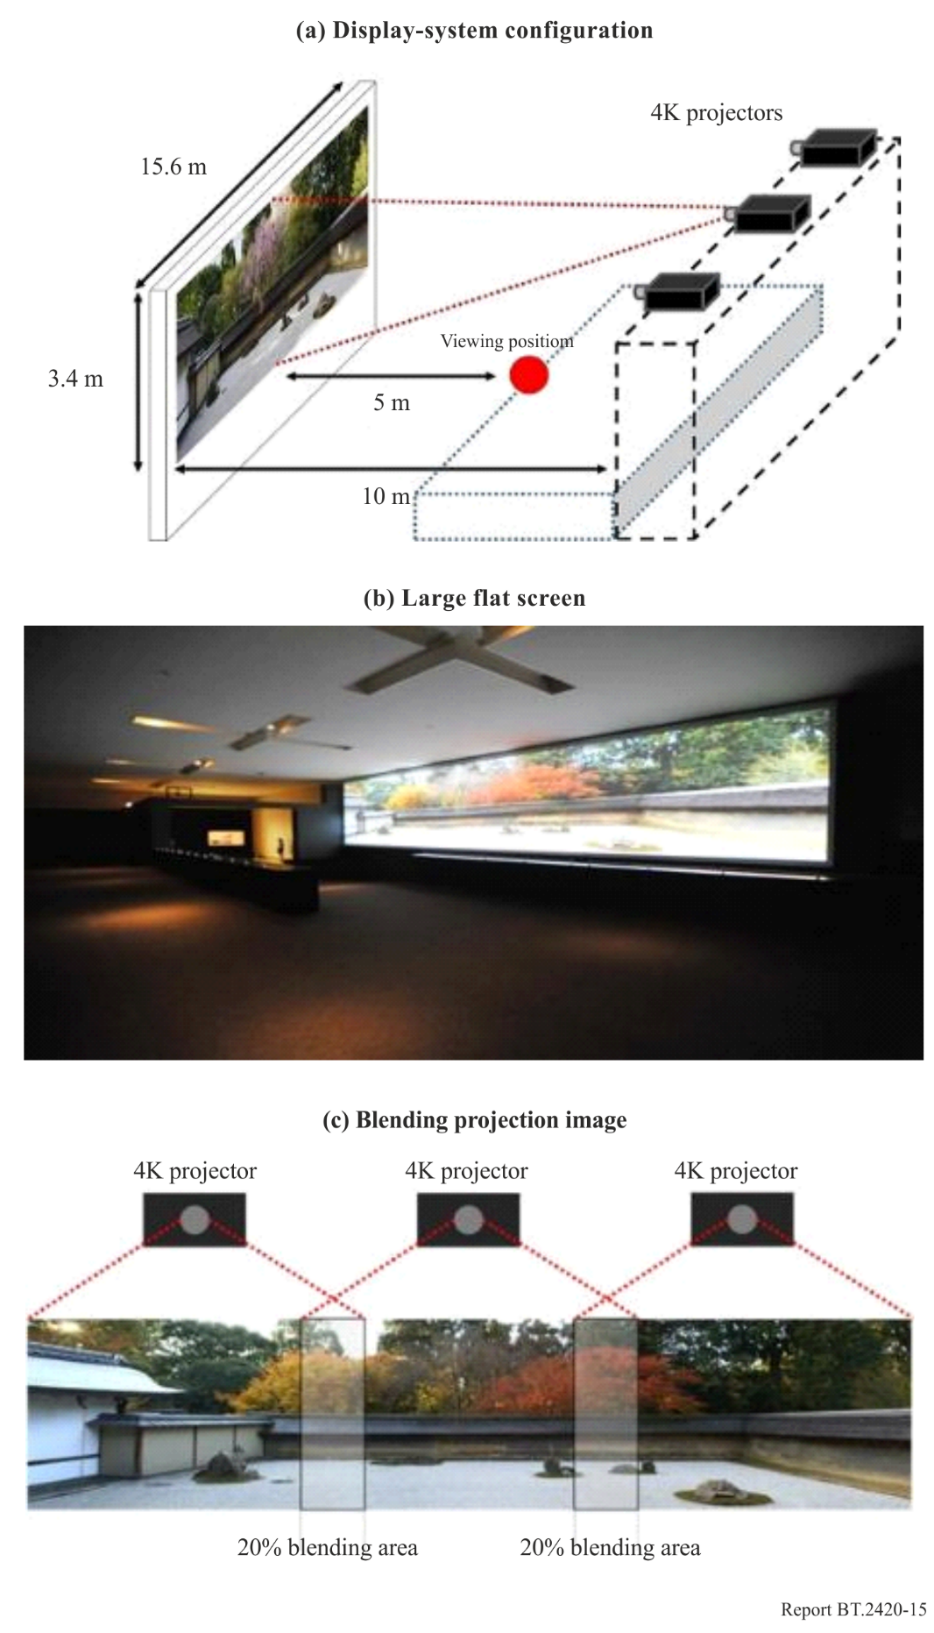 (a) Display-system configuration
4K projectors
15.6 m
Viewing positiom
3.4 m
5 m
10 m
(b) Large flat screen
(c) Blending projection image
4K projector 4K projector 4K projector
20% blending area 20% blending area
Report BT.2420-15